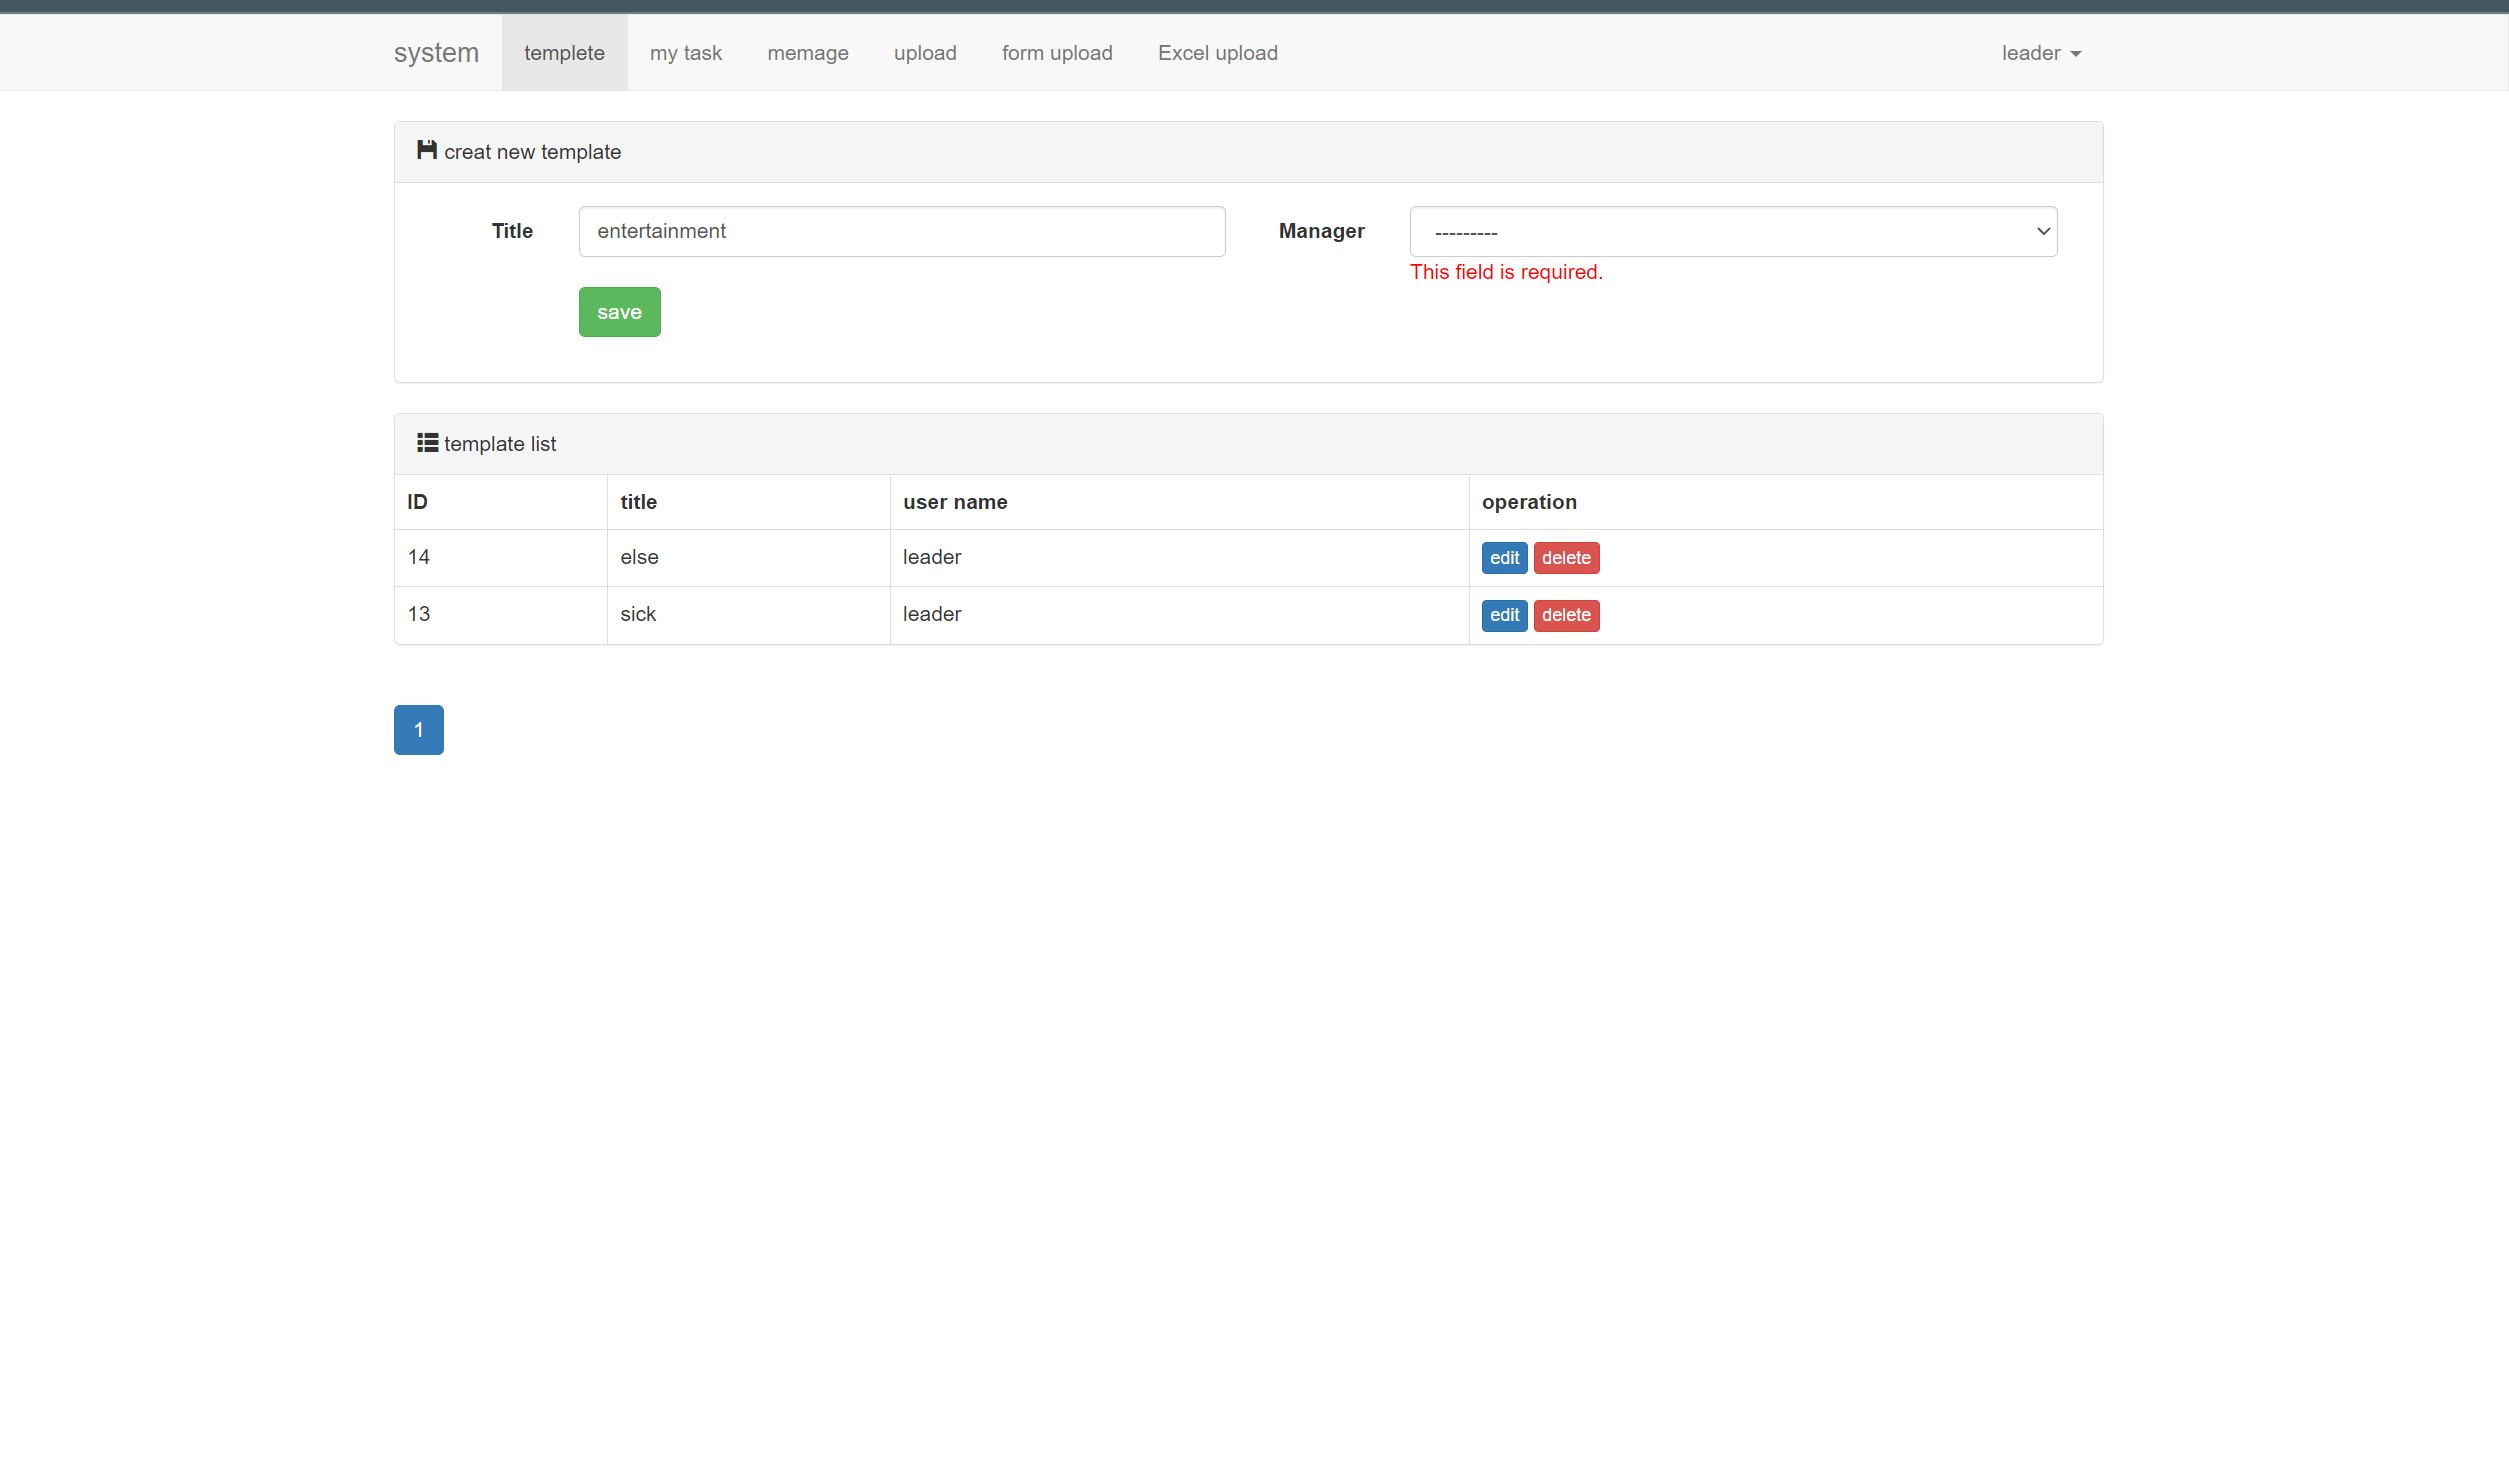 system templete my task memage upload form upload Excel upload leader
creat new template
Title entertainment Manager ---------
This field is required.
save
template list
ID title user name operation
14 else leader edit delete
13 sick leader edit delete
1